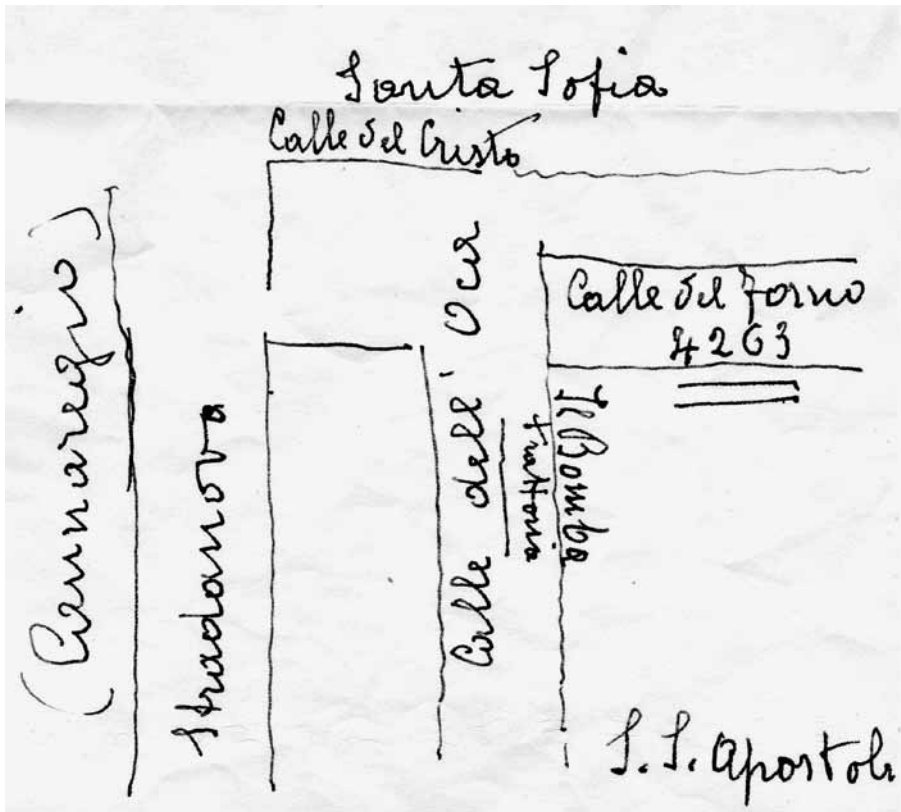 Santa Sofia
Calle del Cristo
(Cannaregio)
Stradanova
Calle dell'Oca
Calle del forno
4263
Il Bomba
trattoria
S.S. Apostoli